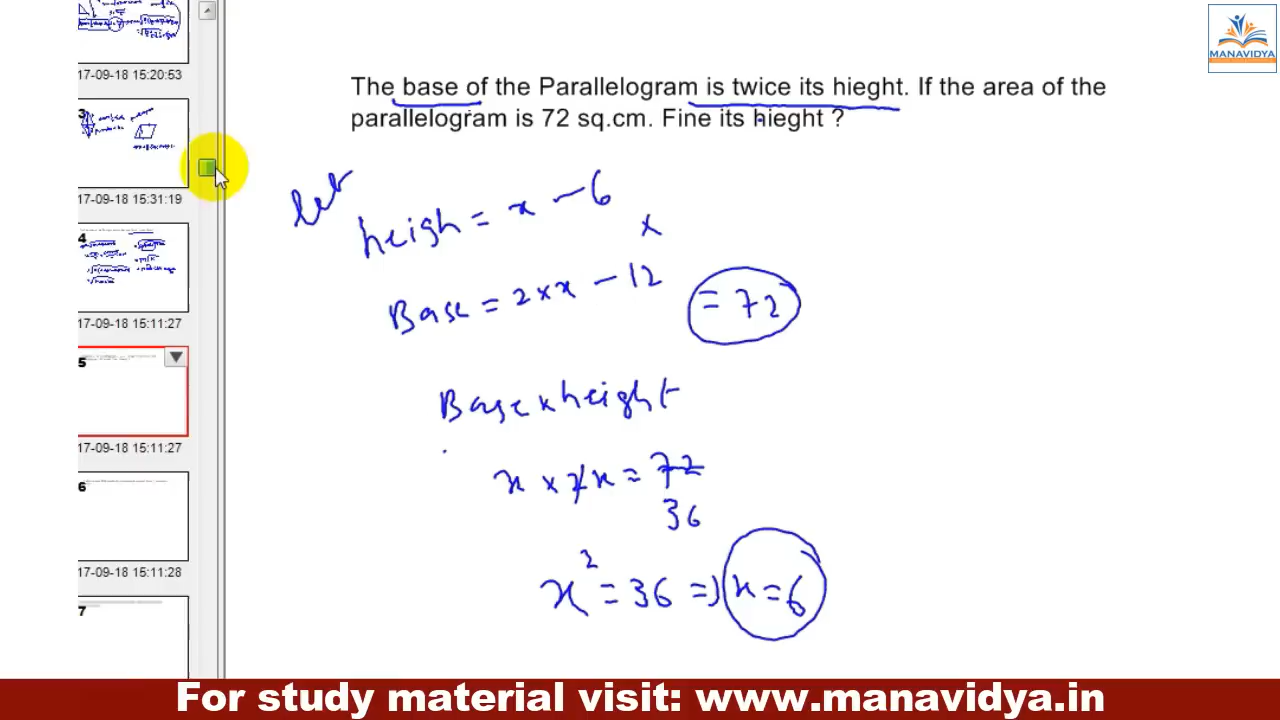 MANAVIDYA
17-09-18 15:20:53
3
17-09-18 15:31:19
4
17-09-18 15:11:27
5
17-09-18 15:11:27
6
17-09-18 15:11:28
7
The base of the Parallelogram is twice its hieght. If the area of the
parallelogram is 72 sq.cm. Fine its hieght ?
let
heigh = x – 6
x
Base = 2 × x – 12
= 72
Base x height
x × 2x = 72
36
x² = 36 => x = 6
For study material visit: www.manavidya.in